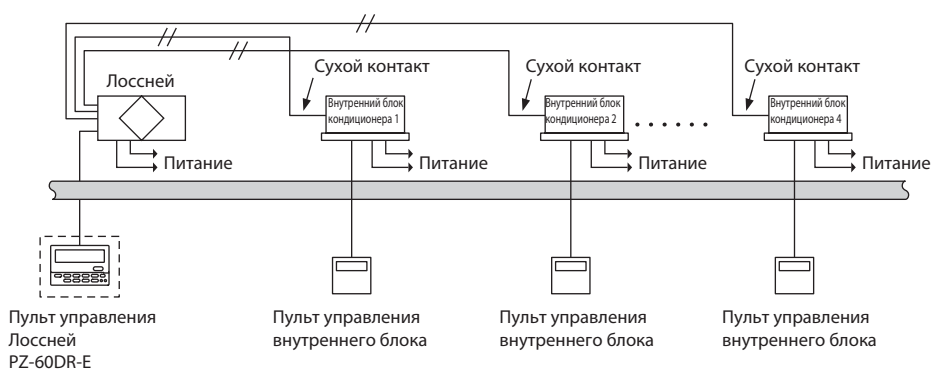 Лоссней
Сухой контакт
Сухой контакт
Сухой контакт
Внутренний блок
кондиционера 1
Внутренний блок
кондиционера 2
Внутренний блок
кондиционера 4
Питание
Питание
Питание
Питание
Пульт управления
Лоссней
PZ-60DR-E
Пульт управления
внутреннего блока
Пульт управления
внутреннего блока
Пульт управления
внутреннего блока